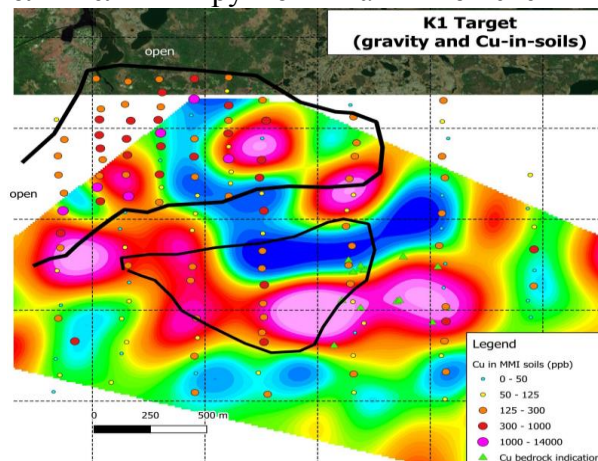 K1 Target
(gravity and Cu-in-soils)
open
open
Legend
Cu in MMI soils (ppb)
0 - 50
50 - 125
125 - 300
300 - 1000
1000 - 14000
Cu bedrock indication
0 250 500 m